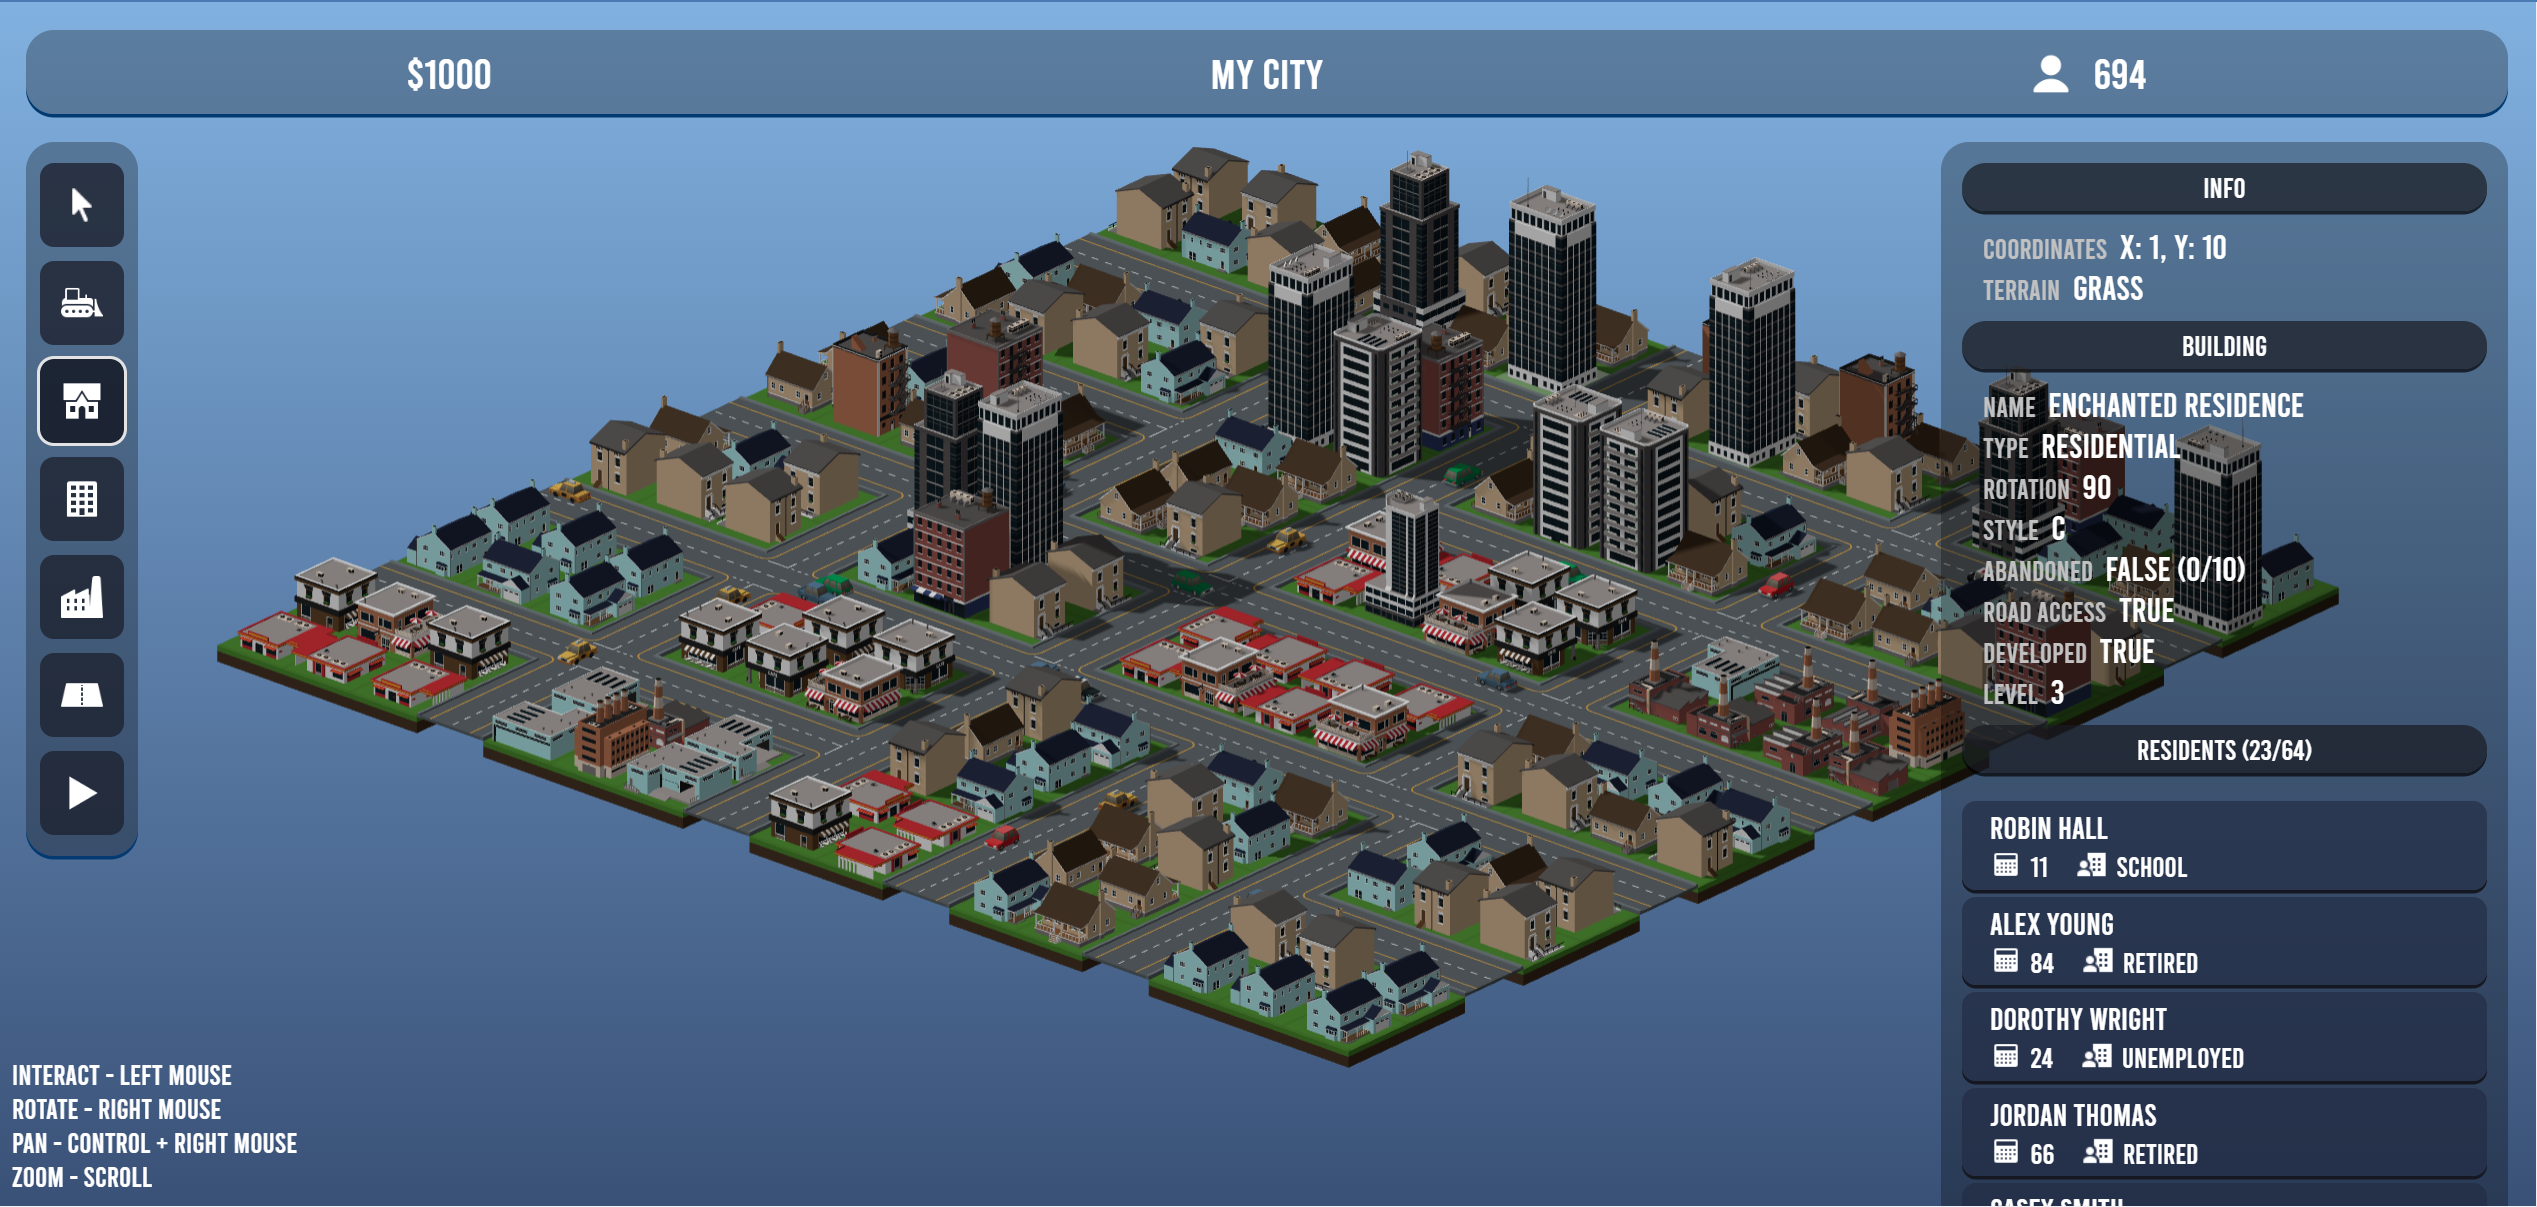 $1000
MY CITY
694
INFO
COORDINATES X: 1, Y: 10
TERRAIN GRASS
BUILDING
NAME ENCHANTED RESIDENCE
TYPE RESIDENTIAL
ROTATION 90
STYLE C
ABANDONED FALSE (0/10)
ROAD ACCESS TRUE
DEVELOPED TRUE
LEVEL 3
RESIDENTS (23/64)
ROBIN HALL
11 SCHOOL
ALEX YOUNG
84 RETIRED
DOROTHY WRIGHT
24 UNEMPLOYED
JORDAN THOMAS
66 RETIRED
CASEY SMITH
INTERACT - LEFT MOUSE
ROTATE - RIGHT MOUSE
PAN - CONTROL + RIGHT MOUSE
ZOOM - SCROLL